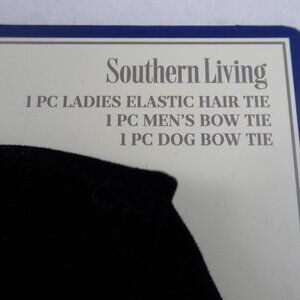 Southern Living
1 PC LADIES ELASTIC HAIR TIE
1 PC MEN'S BOW TIE
1 PC DOG BOW TIE